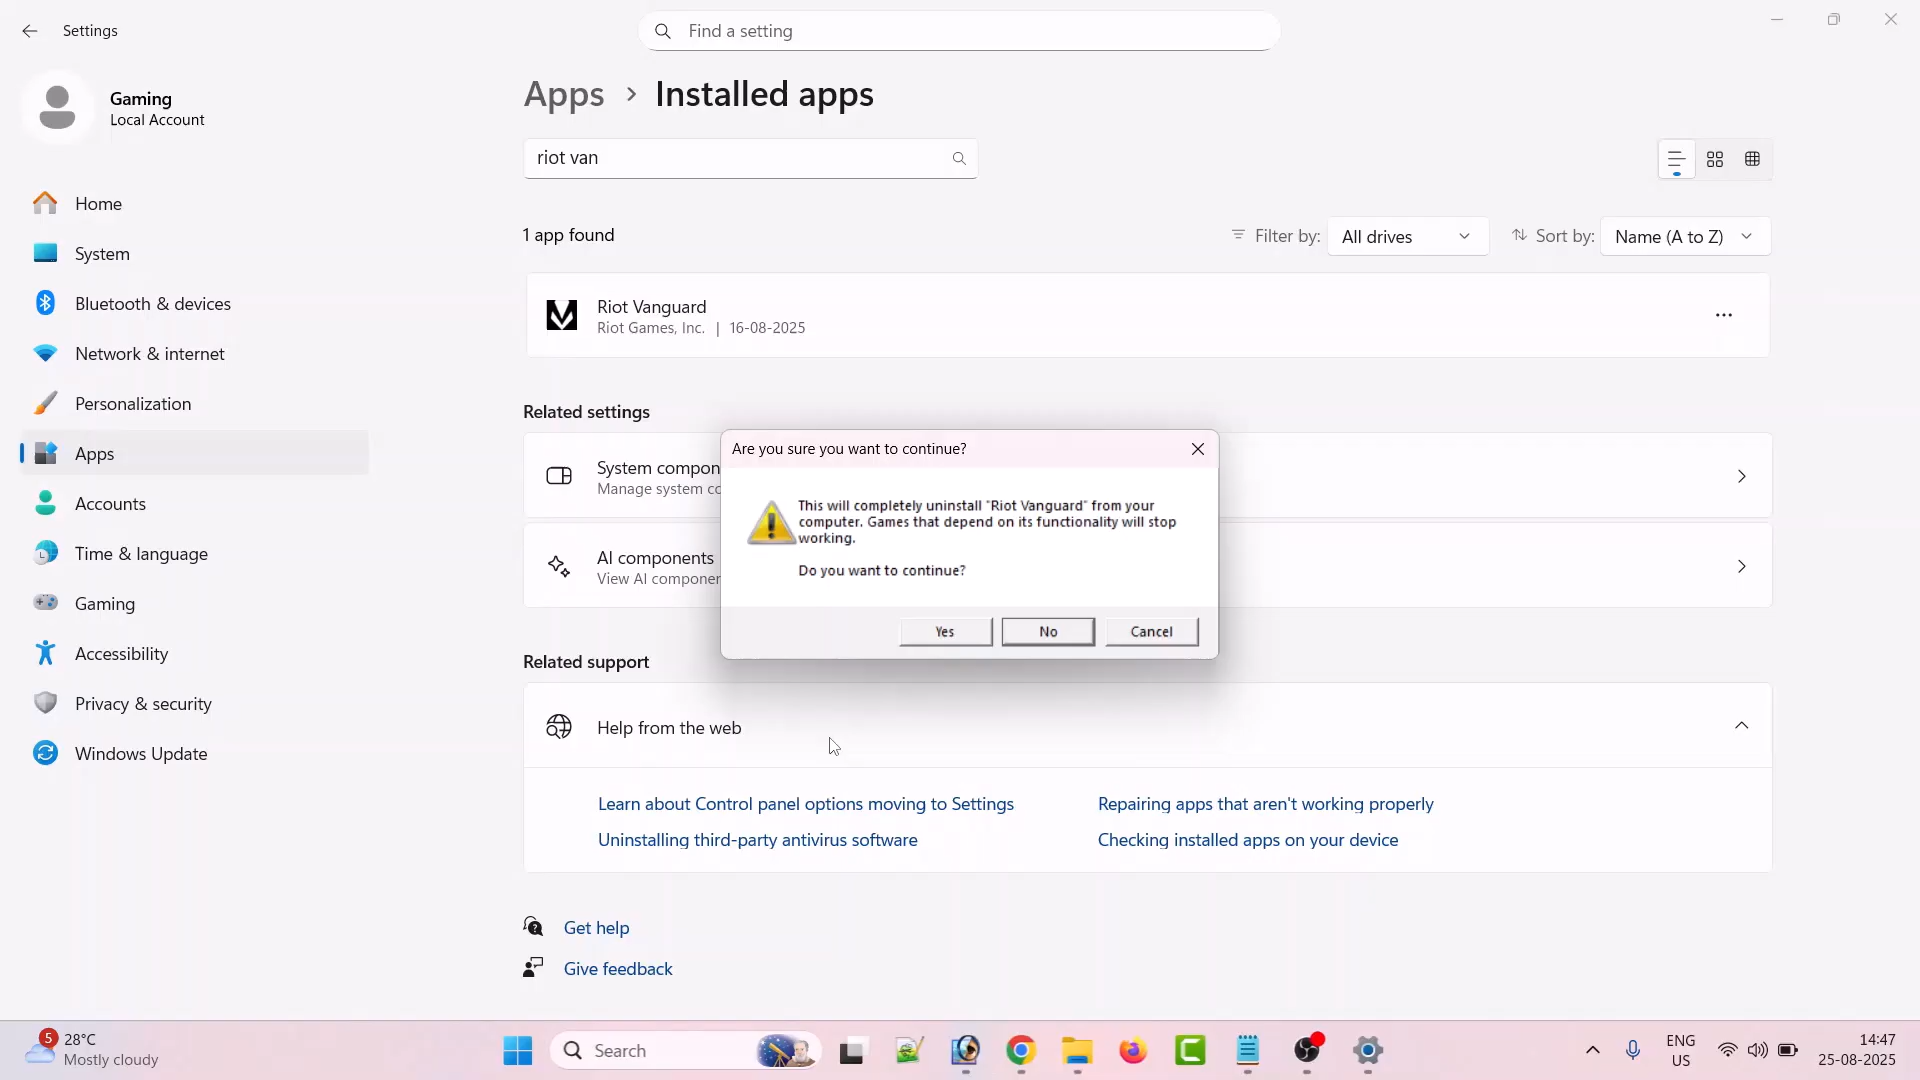 Settings
Find a setting
Gaming
Local Account
Home
System
Bluetooth & devices
Network & internet
Personalization
Apps
Accounts
Time & language
Gaming
Accessibility
Privacy & security
Windows Update
Apps > Installed apps
riot van
1 app found
Filter by: All drives
Sort by: Name (A to Z)
Riot Vanguard
Riot Games, Inc. | 16-08-2025
Related settings
System compon
Manage system co
AI components
View AI componen
Are you sure you want to continue?
This will completely uninstall "Riot Vanguard" from your
computer. Games that depend on its functionality will stop
working.
Do you want to continue?
Yes
No
Cancel
Related support
Help from the web
Learn about Control panel options moving to Settings
Repairing apps that aren't working properly
Uninstalling third-party antivirus software
Checking installed apps on your device
Get help
Give feedback
5
28°C
Mostly cloudy
Search
ENG
US
14:47
25-08-2025